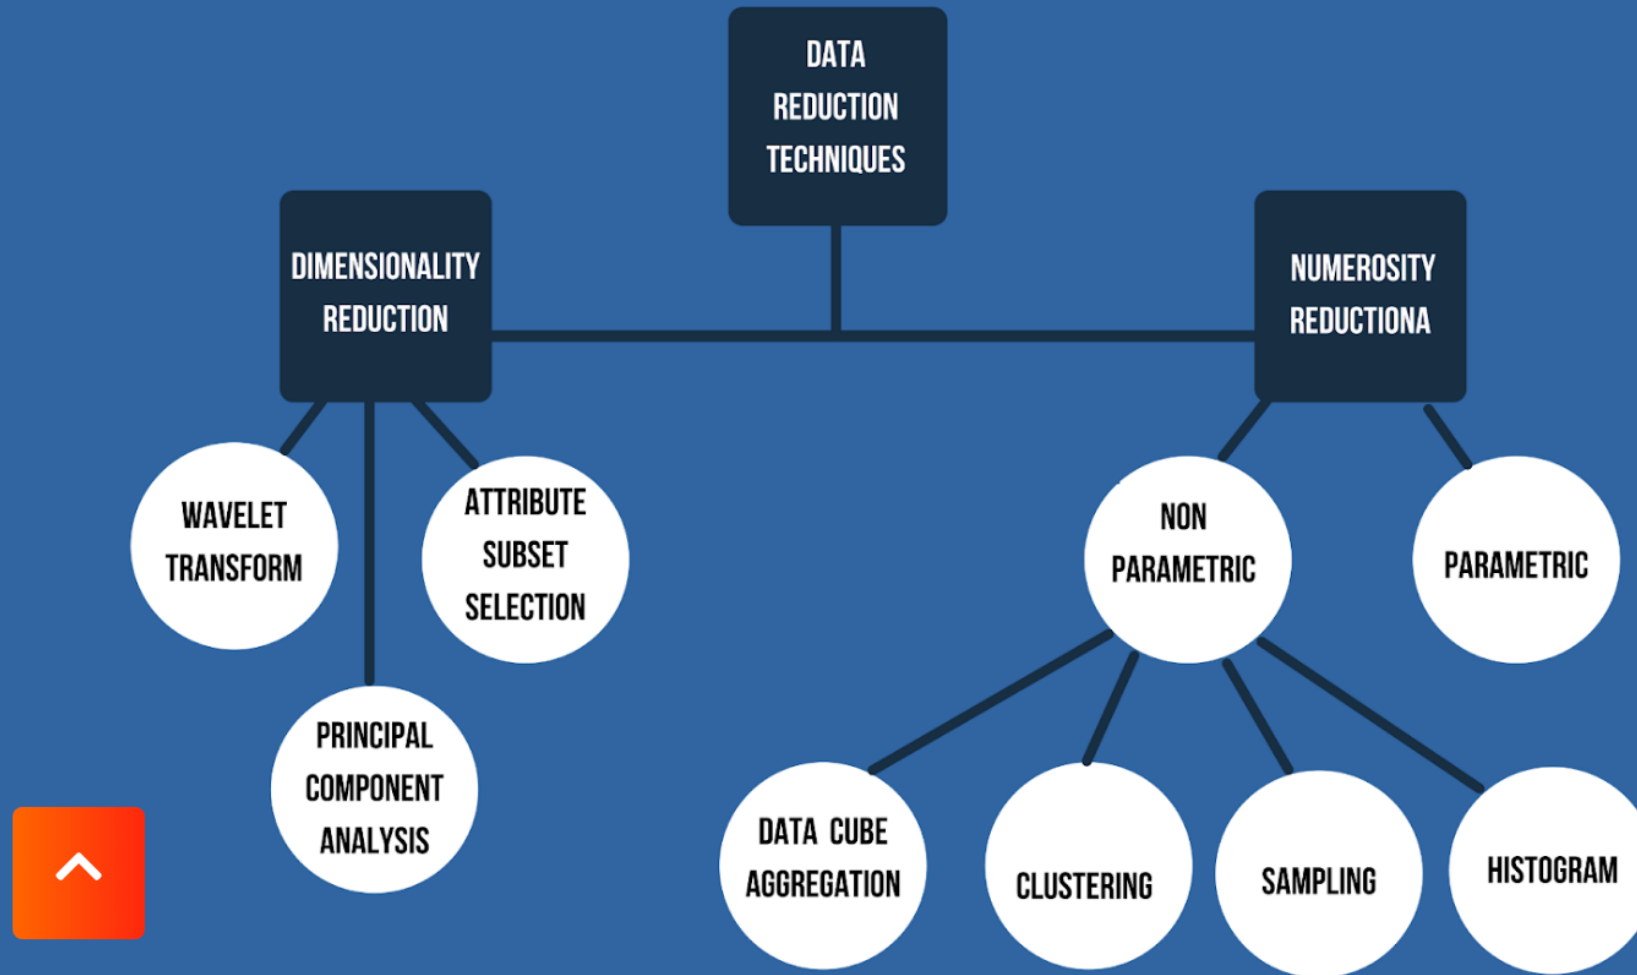 DATA
REDUCTION
TECHNIQUES
DIMENSIONALITY
REDUCTION
NUMEROSITY
REDUCTIONA
WAVELET
TRANSFORM
ATTRIBUTE
SUBSET
SELECTION
NON
PARAMETRIC
PARAMETRIC
PRINCIPAL
COMPONENT
ANALYSIS
DATA CUBE
AGGREGATION
CLUSTERING
SAMPLING
HISTOGRAM